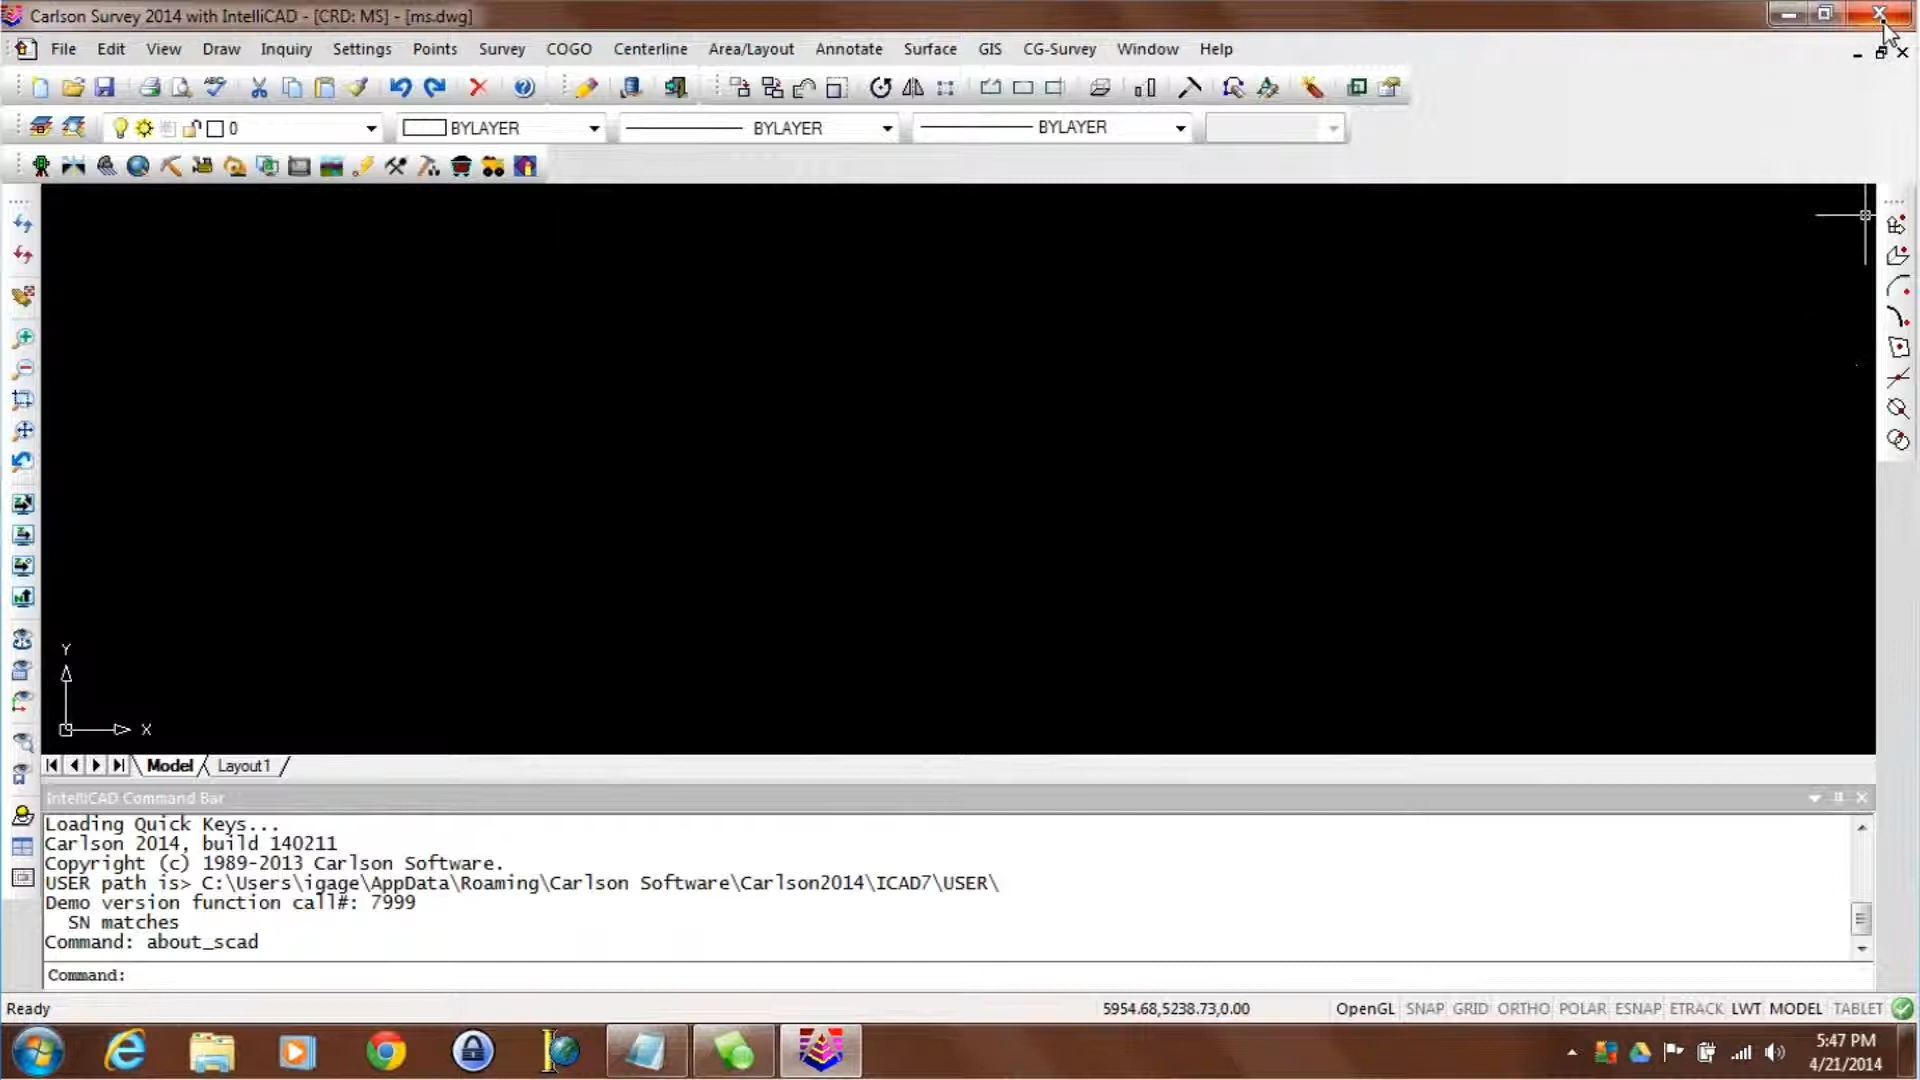 Carlson Survey 2014 with IntelliCAD - [CRD: MS] - [ms.dwg]
File Edit View Draw Inquiry Settings Points Survey COGO Centerline Area/Layout Annotate Surface GIS CG-Survey Window Help
0 BYLAYER BYLAYER BYLAYER
Y
X
Model Layout1
IntelliCAD Command Bar
Loading Quick Keys...
Carlson 2014, build 140211
Copyright (c) 1989-2013 Carlson Software.
USER path is> C:\Users\igage\AppData\Roaming\Carlson Software\Carlson2014\ICAD7\USER\
Demo version function call#: 7999
SN matches
Command: about_scad
Command:
Ready 5954.68,5238.73,0.00 OpenGL SNAP GRID ORTHO POLAR ESNAP ETRACK LWT MODEL TABLET
5:47 PM
4/21/2014